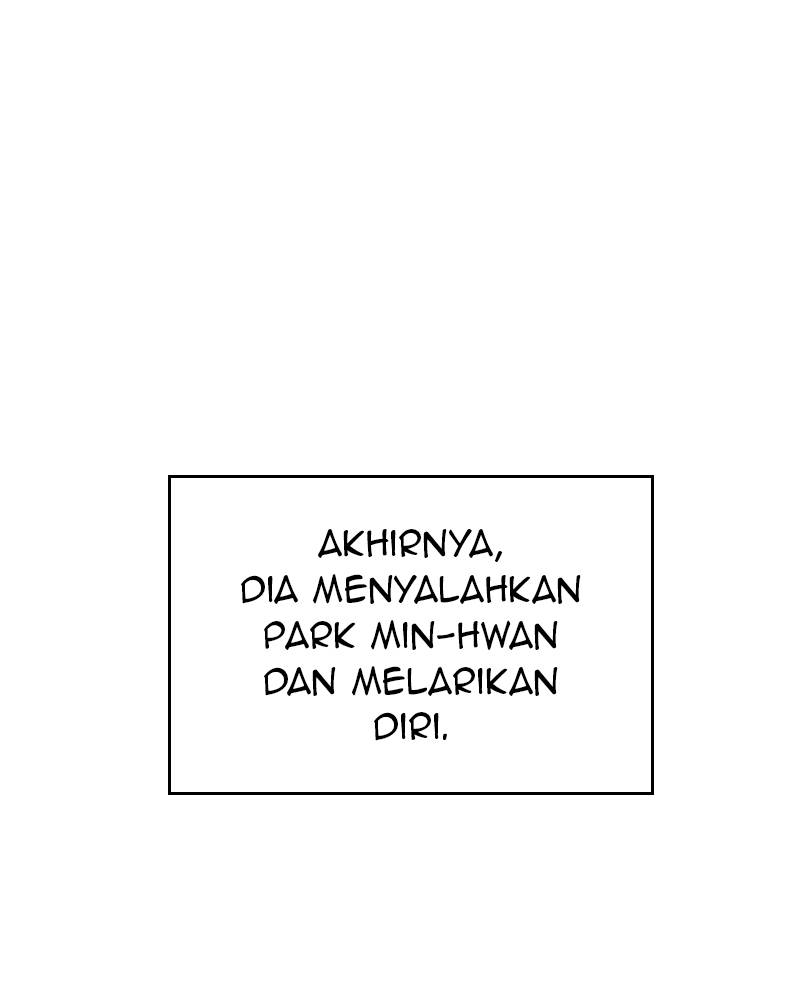 AKHIRNYA,
DIA MENYALAHKAN
PARK MIN-HWAN
DAN MELARIKAN
DIRI.